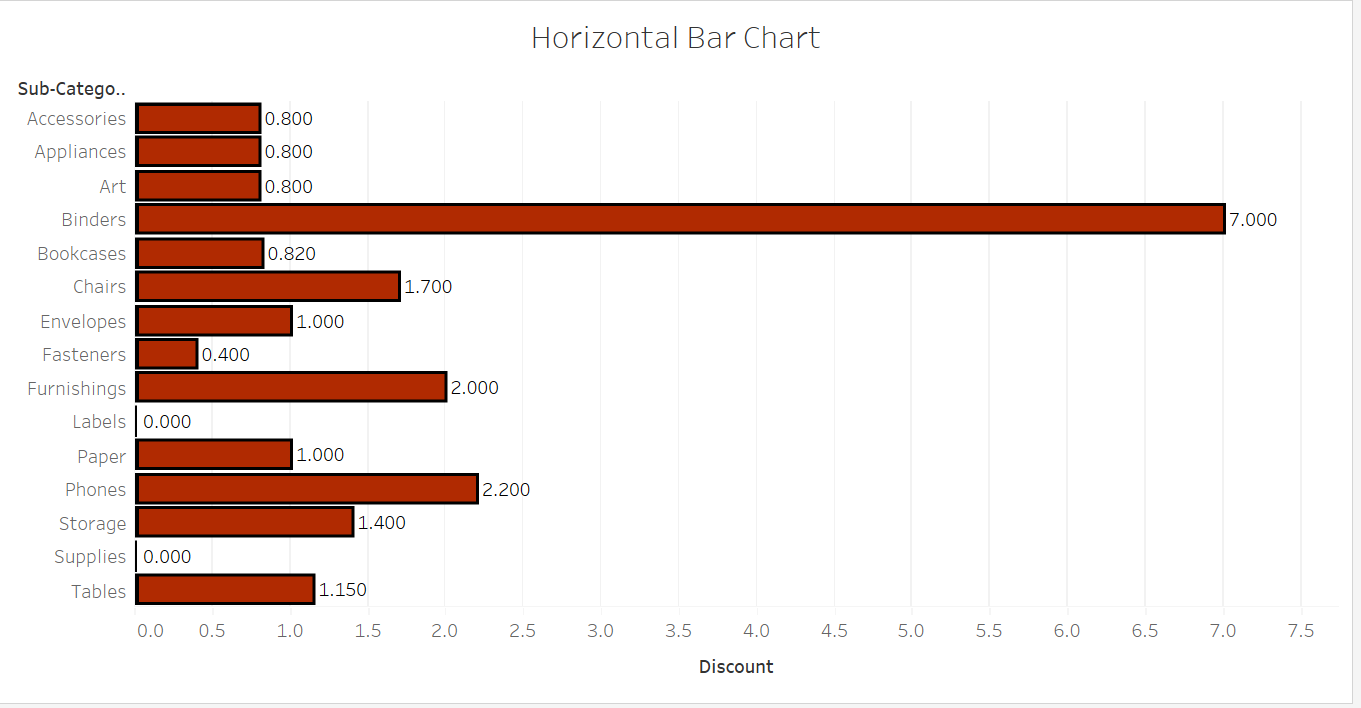 Horizontal Bar Chart
Sub-Catego..
Accessories 0.800
Appliances 0.800
Art 0.800
Binders 7.000
Bookcases 0.820
Chairs 1.700
Envelopes 1.000
Fasteners 0.400
Furnishings 2.000
Labels 0.000
Paper 1.000
Phones 2.200
Storage 1.400
Supplies 0.000
Tables 1.150
0.0 0.5 1.0 1.5 2.0 2.5 3.0 3.5 4.0 4.5 5.0 5.5 6.0 6.5 7.0 7.5
Discount